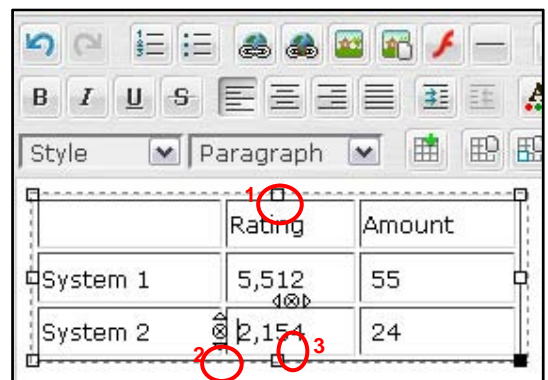 B I U S
Style Paragraph
1
Rating Amount
System 1 5,512 55
System 2 2,154 24
2 3